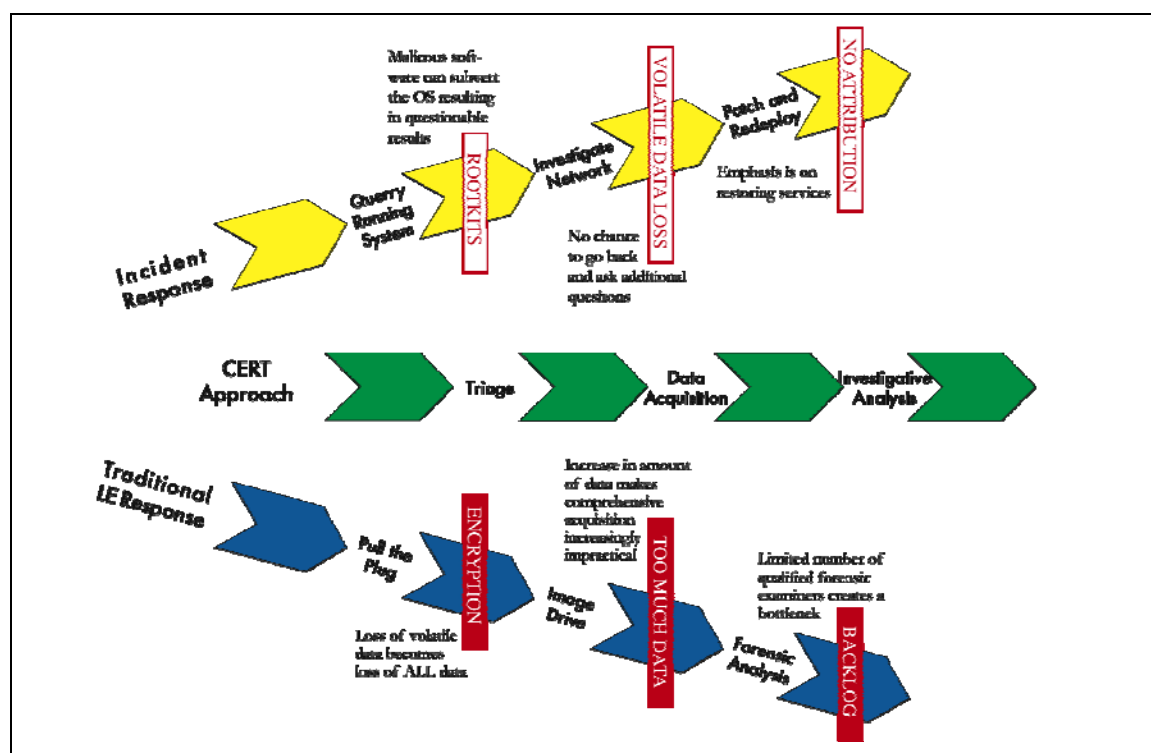 Malicous soft-
ware can subvert
the OS resulting
in questionable
results
ROOTKITS
VOLATILE DATA LOSS
NO ATTRIBUTION
Incident
Response
Querry
Running
System
Investigate
Network
Patch and
Redeploy
No chance
to go back
and ask additional
questions
Emphasis is on
restoring services
CERT
Approach
Triage
Data
Acquisition
Investigative
Analysis
Traditional
LE Response
Pull the
Plug
ENCRYPTION
Loss of volatile
data becomes
loss of ALL data
Image
Drive
Increase in amount
of data makes
comprehensive
acquisition
increasingly
impractical
TOO MUCH DATA
Forensic
Analysis
Limited number of
qualified forensic
examiners creates a
bottlenek
BACKLOG